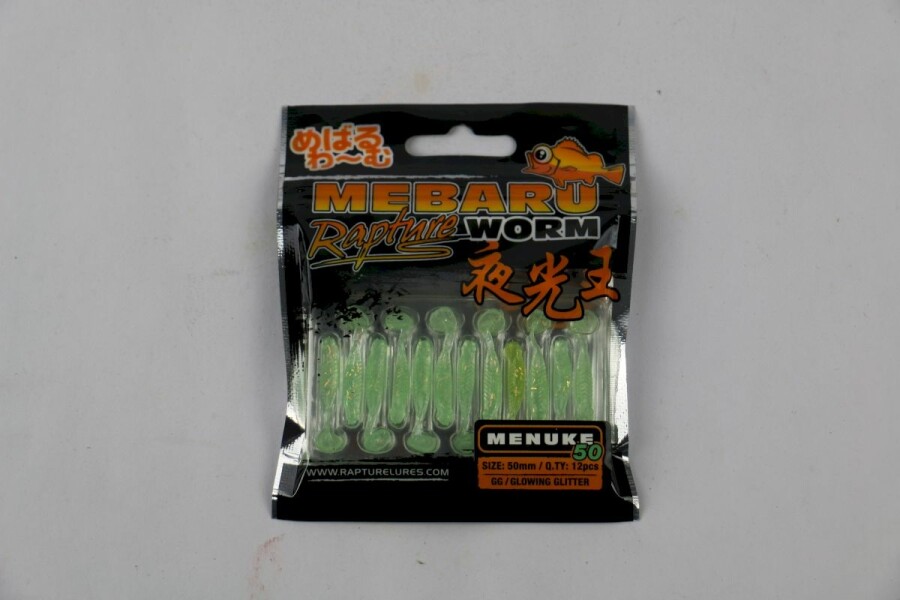 めばる
わ〜む
MEBARU
Rapture WORM
夜光王
MENUKE
50
SIZE: 50mm / Q.TY: 12pcs
GG / GLOWING GLITTER
WWW.RAPTURELURES.COM